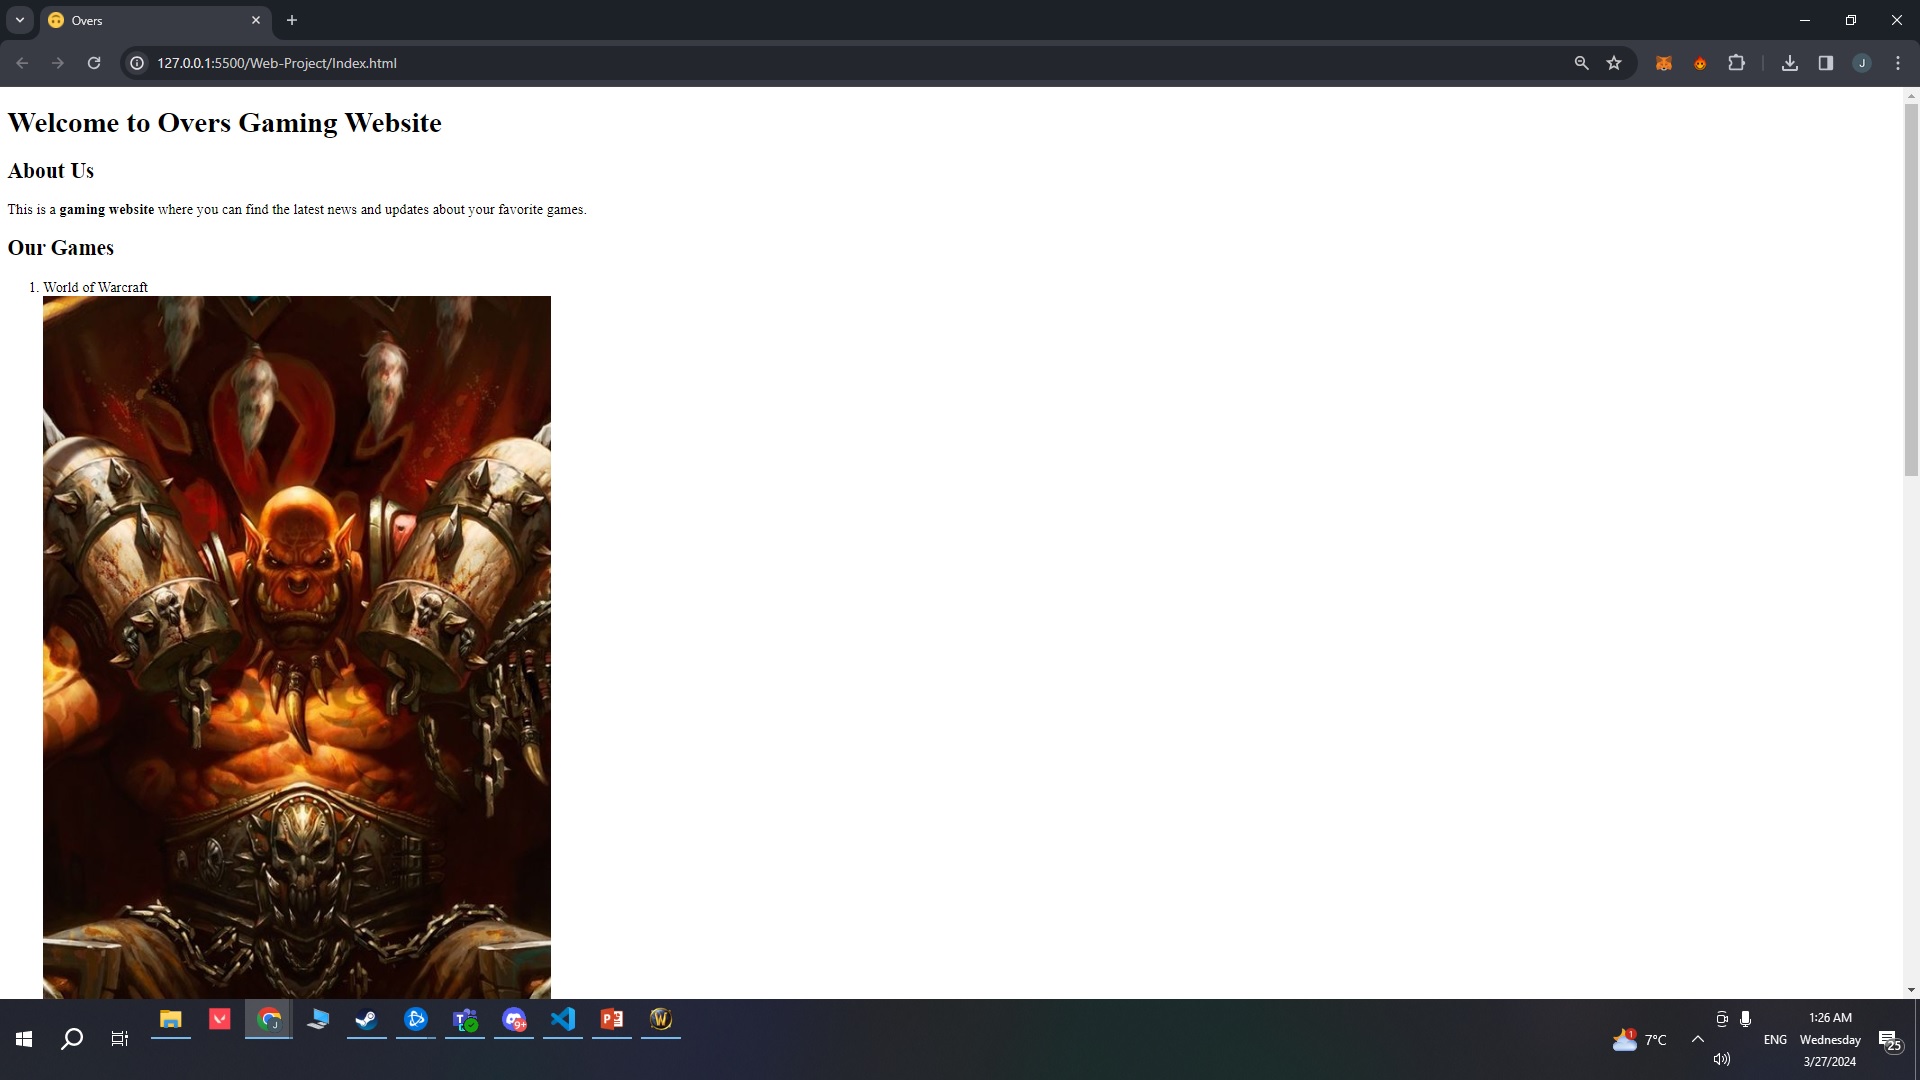 Overs
127.0.0.1:5500/Web-Project/Index.html
J
Welcome to Overs Gaming Website
About Us
This is a gaming website where you can find the latest news and updates about your favorite games.
Our Games
1. World of Warcraft
9+
1
7°C
ENG
1:26 AM
Wednesday
3/27/2024
25